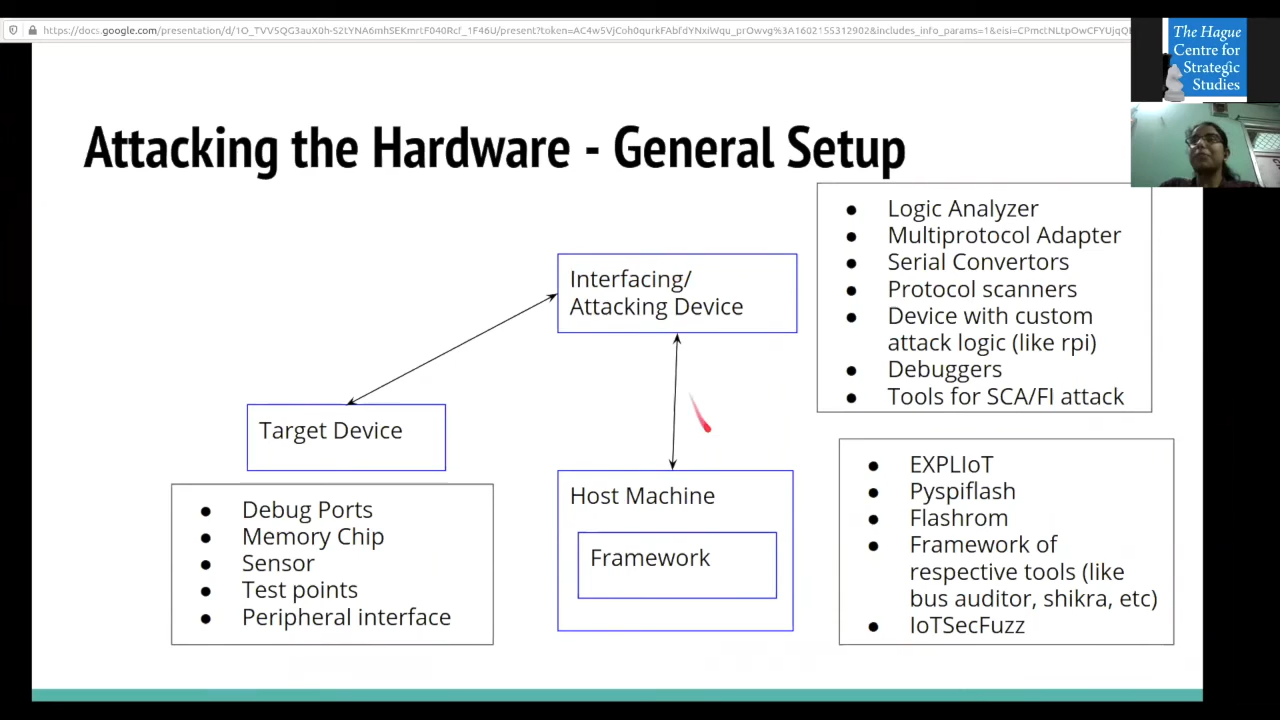 The Hague
Centre for
Strategic
Studies
Attacking the Hardware - General Setup
Interfacing/
Attacking Device
● Logic Analyzer
● Multiprotocol Adapter
● Serial Convertors
● Protocol scanners
● Device with custom
attack logic (like rpi)
● Debuggers
● Tools for SCA/FI attack
Target Device
● Debug Ports
● Memory Chip
● Sensor
● Test points
● Peripheral interface
Host Machine
Framework
● EXPLIoT
● Pyspiflash
● Flashrom
● Framework of
respective tools (like
bus auditor, shikra, etc)
● IoTSecFuzz